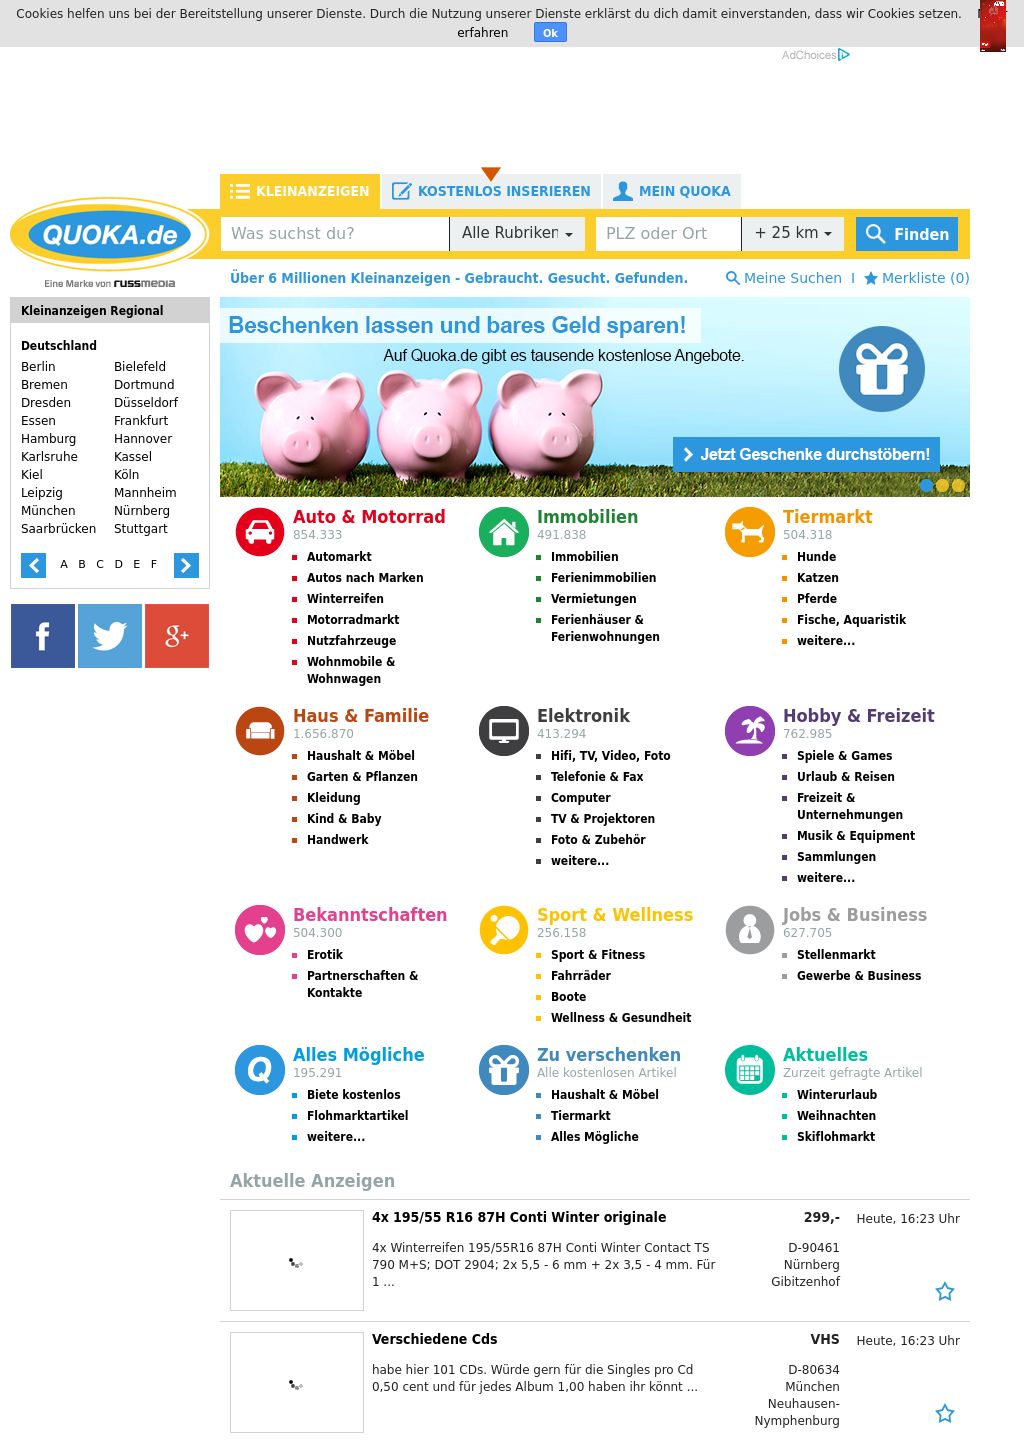 Cookies helfen uns bei der Bereitstellung unserer Dienste. Durch die Nutzung unserer Dienste erklärst du dich damit einverstanden, dass wir Cookies setzen.
erfahren Ok
AdChoices
KLEINANZEIGEN KOSTENLOS INSERIEREN MEIN QUOKA
QUOKA.de
Was suchst du? Alle Rubriken PLZ oder Ort + 25 km Finden
Eine Marke von russmedia
Über 6 Millionen Kleinanzeigen - Gebraucht. Gesucht. Gefunden. Meine Suchen I Merkliste (0)
Kleinanzeigen Regional
Deutschland
Berlin Bielefeld
Bremen Dortmund
Dresden Düsseldorf
Essen Frankfurt
Hamburg Hannover
Karlsruhe Kassel
Kiel Köln
Leipzig Mannheim
München Nürnberg
Saarbrücken Stuttgart
A B C D E F
f g+
Beschenken lassen und bares Geld sparen!
Auf Quoka.de gibt es tausende kostenlose Angebote.
Jetzt Geschenke durchstöbern!
Auto & Motorrad
854.333
Automarkt
Autos nach Marken
Winterreifen
Motorradmarkt
Nutzfahrzeuge
Wohnmobile &
Wohnwagen
Immobilien
491.838
Immobilien
Ferienimmobilien
Vermietungen
Ferienhäuser &
Ferienwohnungen
Tiermarkt
504.318
Hunde
Katzen
Pferde
Fische, Aquaristik
weitere...
Haus & Familie
1.656.870
Haushalt & Möbel
Garten & Pflanzen
Kleidung
Kind & Baby
Handwerk
Elektronik
413.294
Hifi, TV, Video, Foto
Telefonie & Fax
Computer
TV & Projektoren
Foto & Zubehör
weitere...
Hobby & Freizeit
762.985
Spiele & Games
Urlaub & Reisen
Freizeit &
Unternehmungen
Musik & Equipment
Sammlungen
weitere...
Bekanntschaften
504.300
Erotik
Partnerschaften &
Kontakte
Sport & Wellness
256.158
Sport & Fitness
Fahrräder
Boote
Wellness & Gesundheit
Jobs & Business
627.705
Stellenmarkt
Gewerbe & Business
Q
Alles Mögliche
195.291
Biete kostenlos
Flohmarktartikel
weitere...
Zu verschenken
Alle kostenlosen Artikel
Haushalt & Möbel
Tiermarkt
Alles Mögliche
Aktuelles
Zurzeit gefragte Artikel
Winterurlaub
Weihnachten
Skiflohmarkt
Aktuelle Anzeigen
4x 195/55 R16 87H Conti Winter originale 299,- Heute, 16:23 Uhr
4x Winterreifen 195/55R16 87H Conti Winter Contact TS D-90461
790 M+S; DOT 2904; 2x 5,5 - 6 mm + 2x 3,5 - 4 mm. Für Nürnberg
1 ... Gibitzenhof
Verschiedene Cds VHS Heute, 16:23 Uhr
habe hier 101 CDs. Würde gern für die Singles pro Cd D-80634
0,50 cent und für jedes Album 1,00 haben ihr könnt ... München
Neuhausen-
Nymphenburg